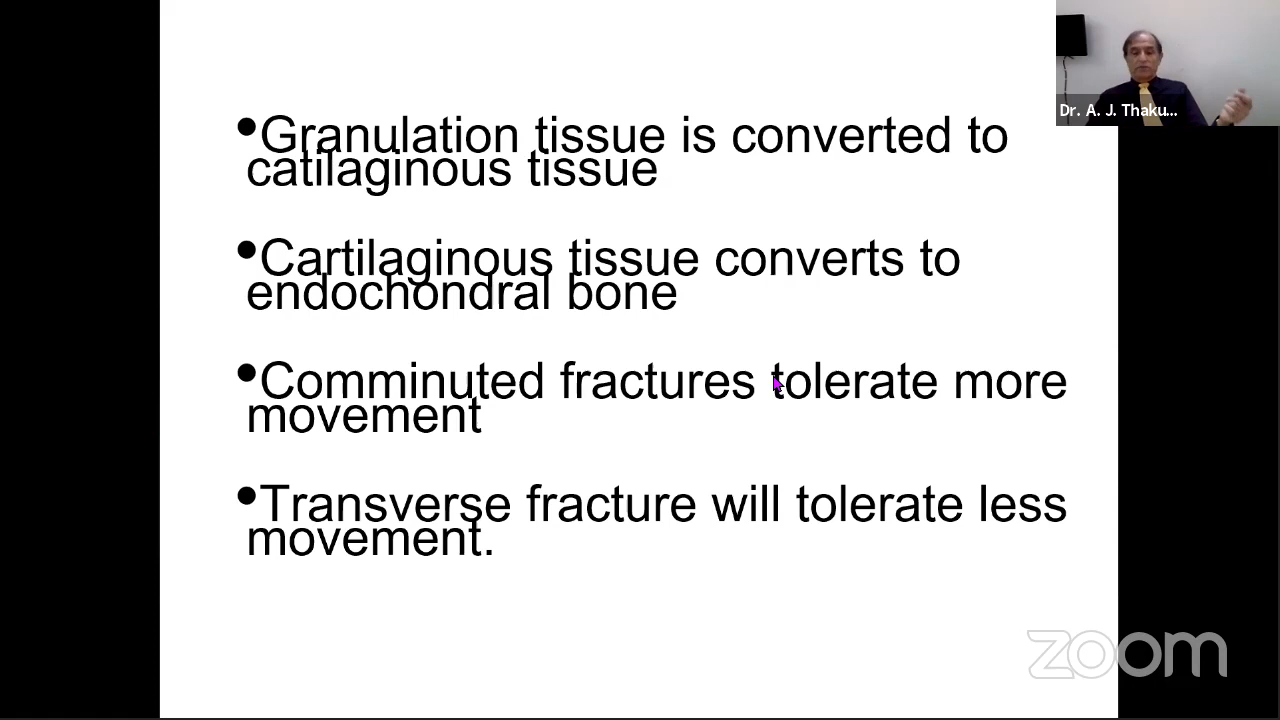 Dr. A. J. Thaku...
•Granulation tissue is converted to
catilaginous tissue
•Cartilaginous tissue converts to
endochondral bone
•Comminuted fractures tolerate more
movement
•Transverse fracture will tolerate less
movement.
zoom